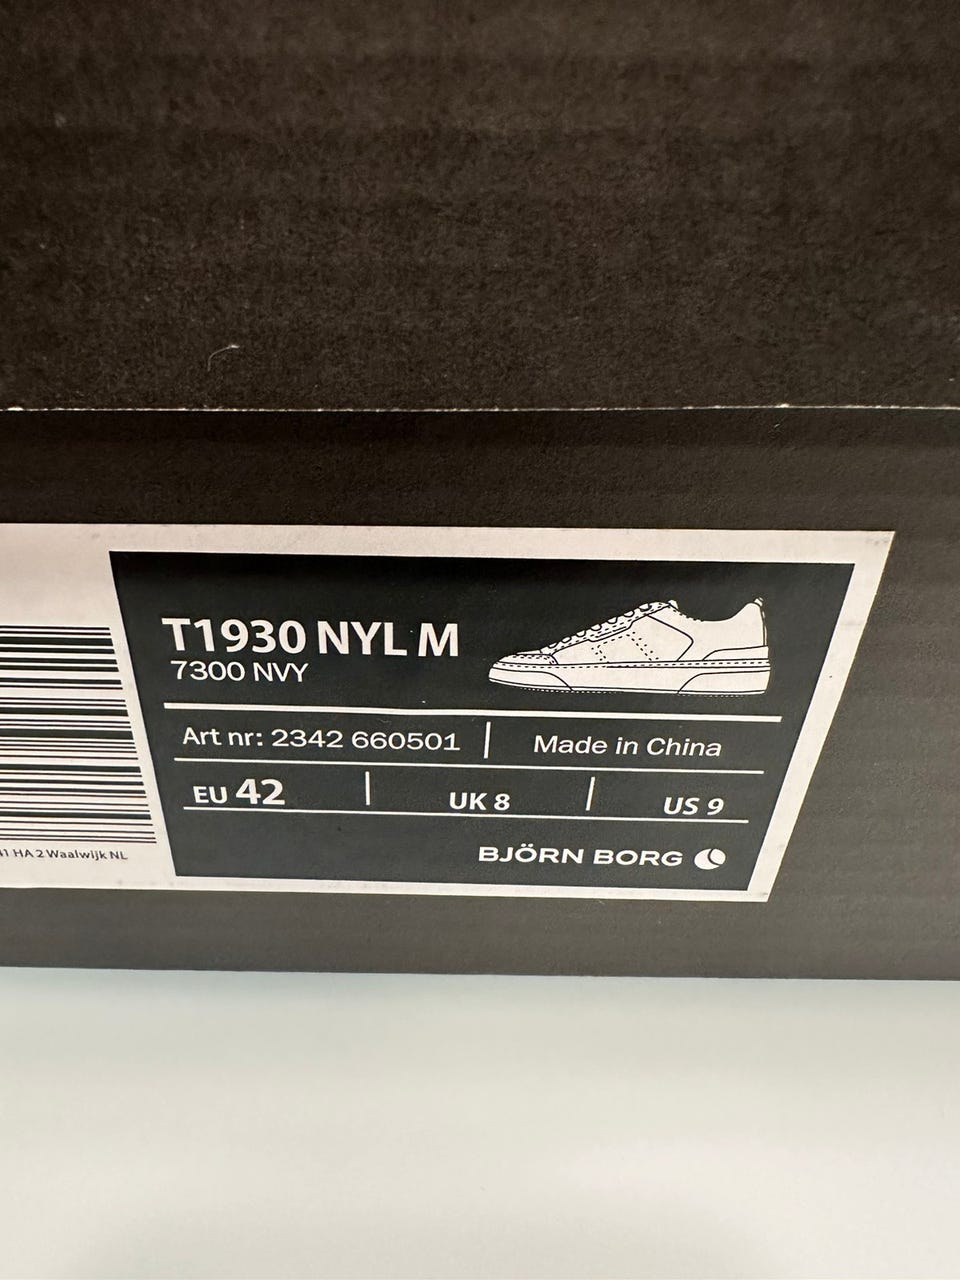 T1930 NYL M
7300 NVY
Art nr: 2342 660501 Made in China
EU 42 UK 8 US 9
BJÖRN BORG
HA 2 Waalwijk NL